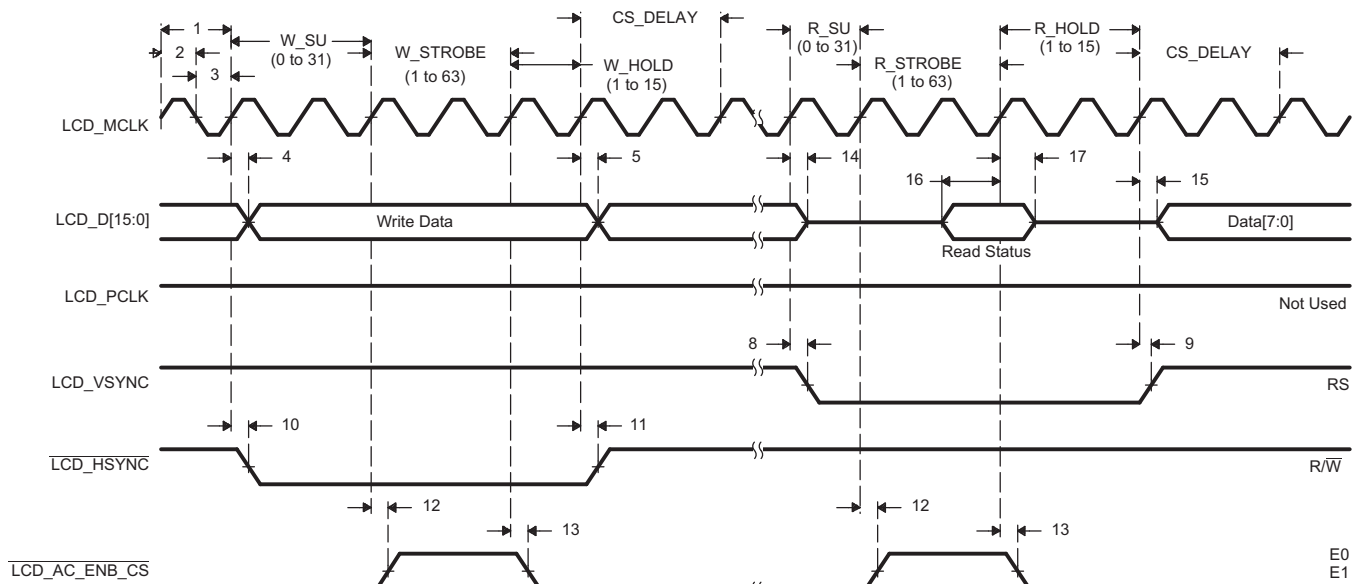 1
W_SU
(0 to 31)
CS_DELAY
R_SU
(0 to 31)
R_HOLD
(1 to 15)
2
W_STROBE
(1 to 63)
W_HOLD
(1 to 15)
R_STROBE
(1 to 63)
CS_DELAY
3
LCD_MCLK
4
5
14
17
16
15
LCD_D[15:0]
Write Data
Data[7:0]
Read Status
LCD_PCLK
Not Used
8
9
LCD_VSYNC
RS
10
11
LCD_HSYNC
R/W
12
13
12
13
LCD_AC_ENB_CS
E0
E1